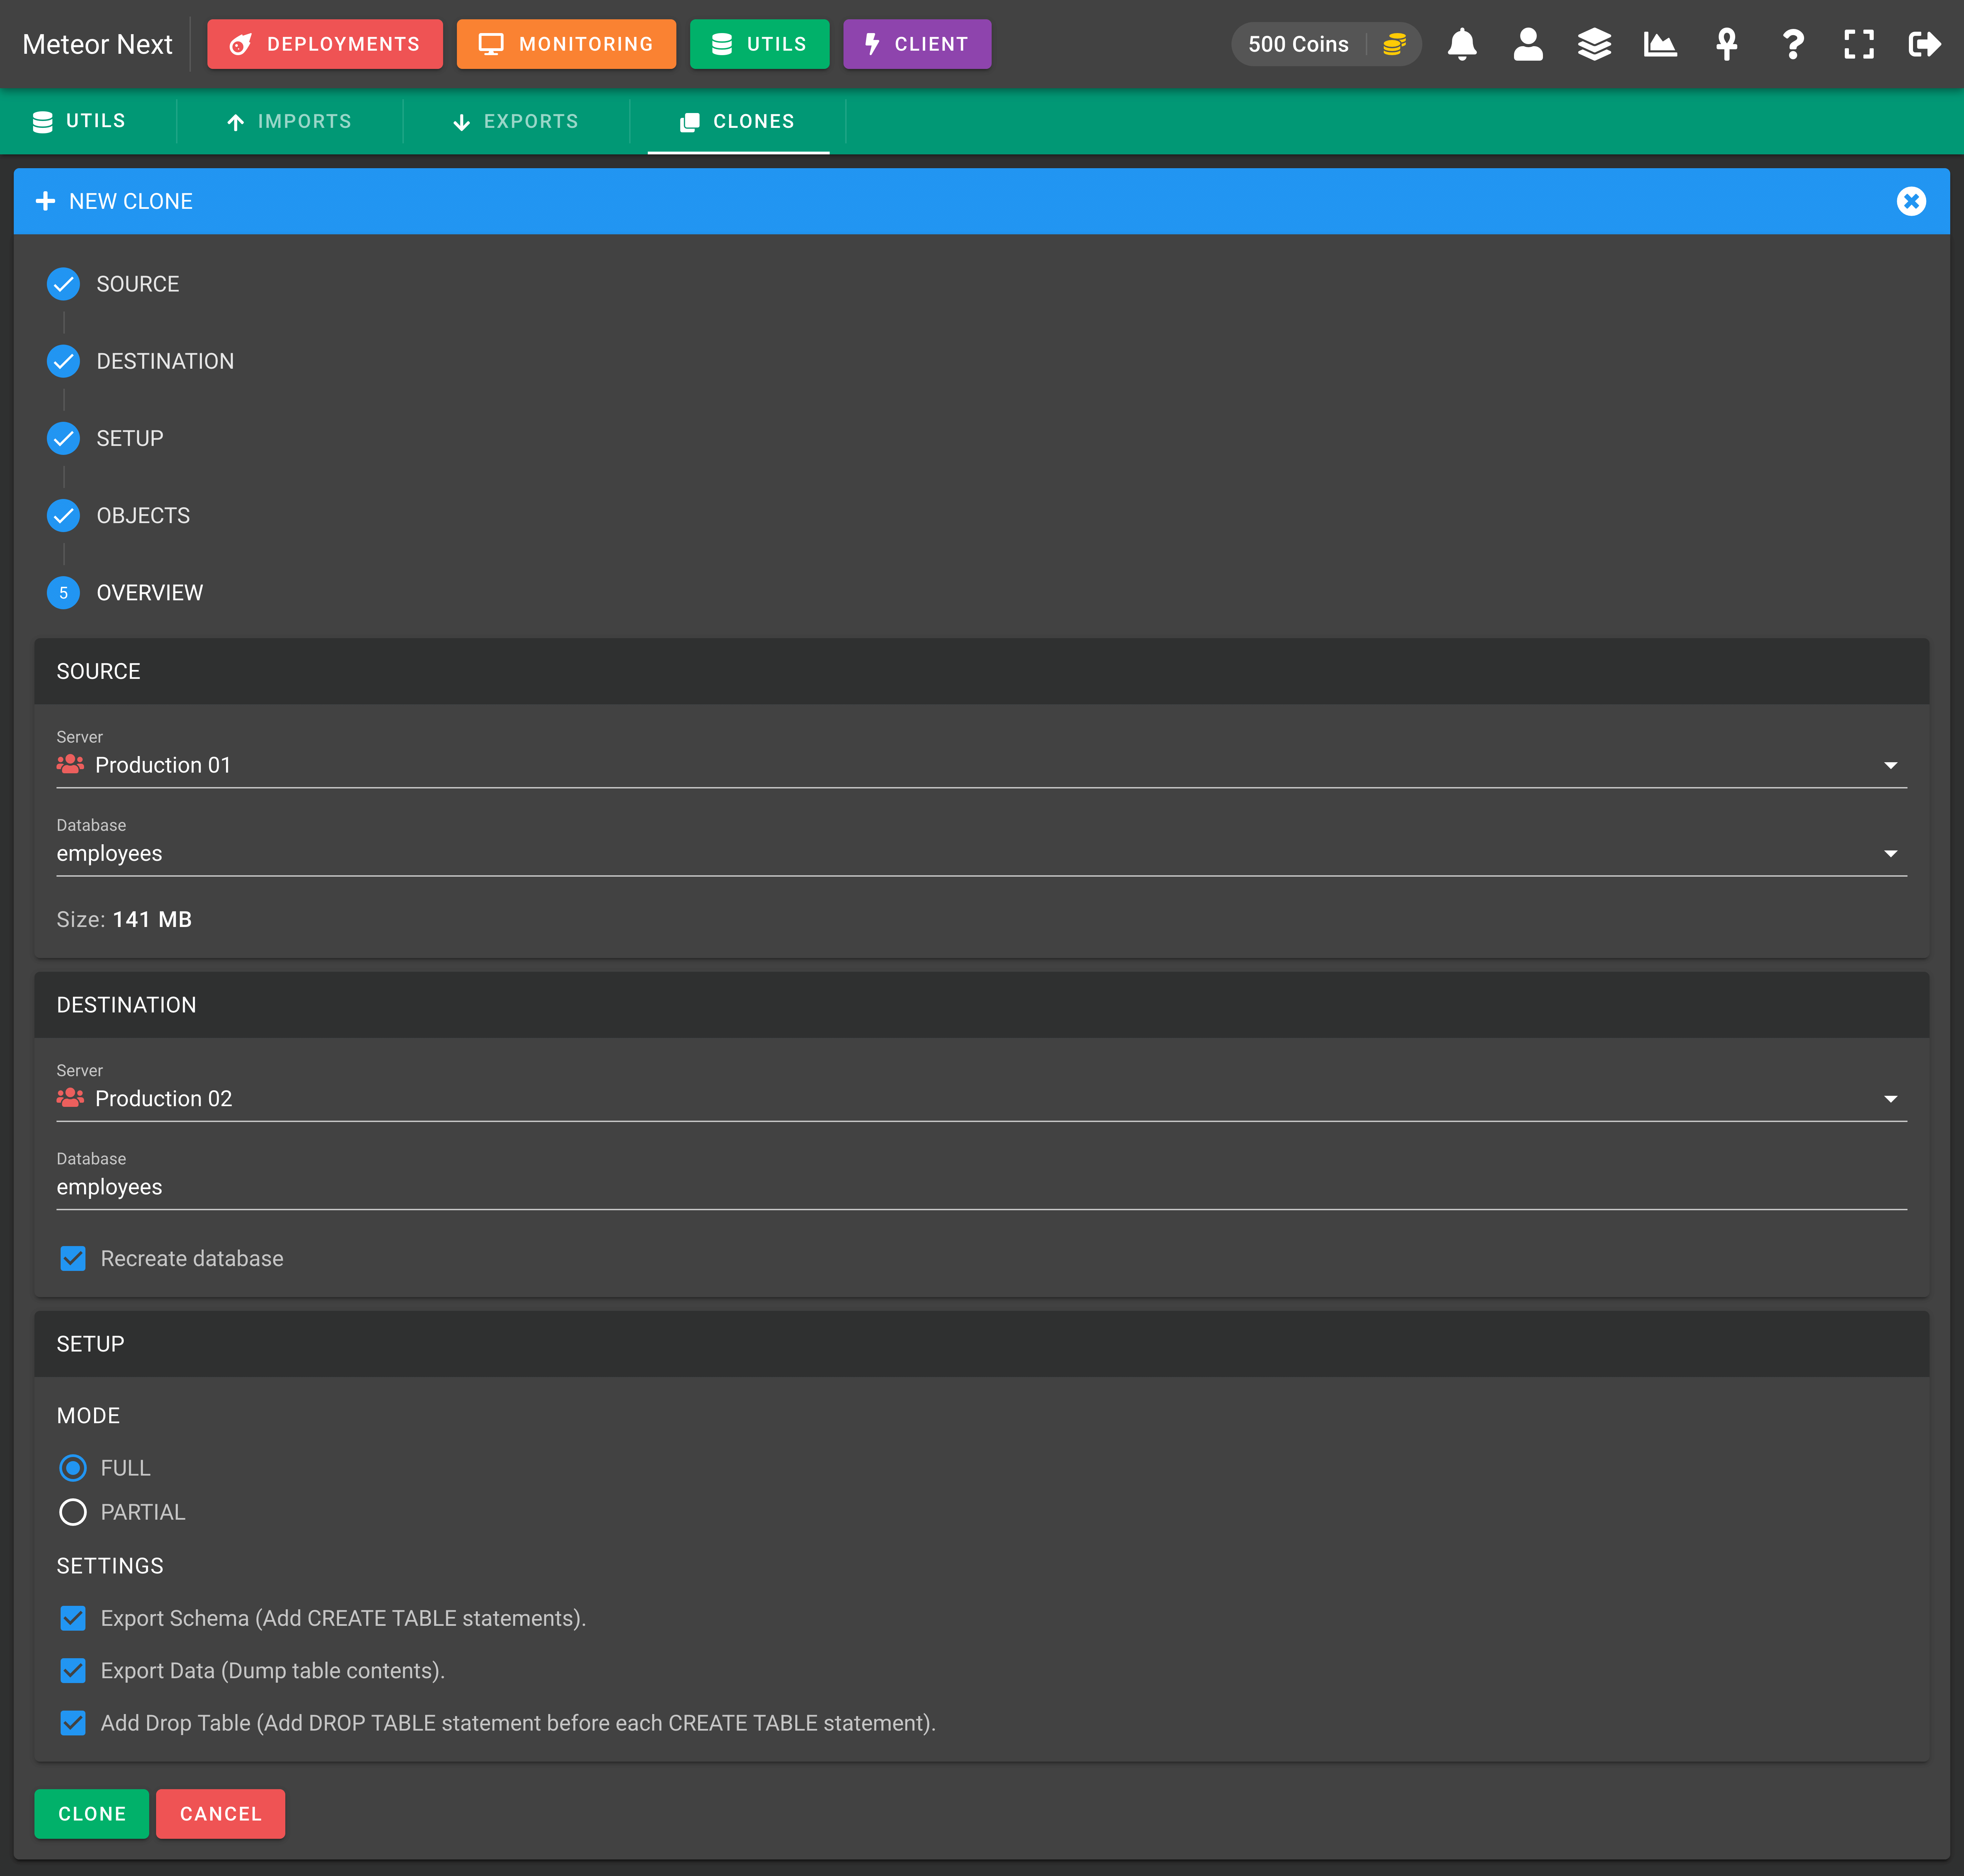 Meteor Next DEPLOYMENTS MONITORING UTILS CLIENT 500 Coins
UTILS IMPORTS EXPORTS CLONES
NEW CLONE
SOURCE
DESTINATION
SETUP
OBJECTS
5 OVERVIEW
SOURCE
Server
Production 01
Database
employees
Size: 141 MB
DESTINATION
Server
Production 02
Database
employees
Recreate database
SETUP
MODE
FULL
PARTIAL
SETTINGS
Export Schema (Add CREATE TABLE statements).
Export Data (Dump table contents).
Add Drop Table (Add DROP TABLE statement before each CREATE TABLE statement).
CLONE CANCEL